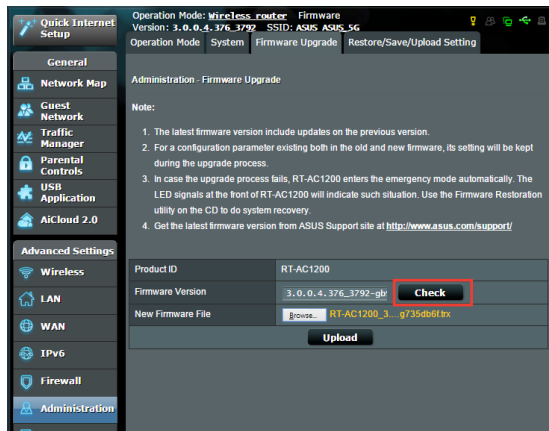 Quick Internet
Setup
Operation Mode: Wireless router Firmware
Version: 3.0.0.4.376_3792 SSID: ASUS ASUS_5G
Operation Mode System Firmware Upgrade Restore/Save/Upload Setting
General
Network Map
Guest
Network
Traffic
Manager
Parental
Controls
USB
Application
AiCloud 2.0
Advanced Settings
Wireless
LAN
WAN
IPv6
Firewall
Administration
Administration - Firmware Upgrade
Note:
1. The latest firmware version include updates on the previous version.
2. For a configuration parameter existing both in the old and new firmware, its setting will be kept
during the upgrade process.
3. In case the upgrade process fails, RT-AC1200 enters the emergency mode automatically. The
LED signals at the front of RT-AC1200 will indicate such situation. Use the Firmware Restoration
utility on the CD to do system recovery.
4. Get the latest firmware version from ASUS Support site at http://www.asus.com/support/
Product ID RT-AC1200
Firmware Version 3.0.0.4.376_3792-gb Check
New Firmware File Browse... RT-AC1200_3....g735db6f.trx
Upload